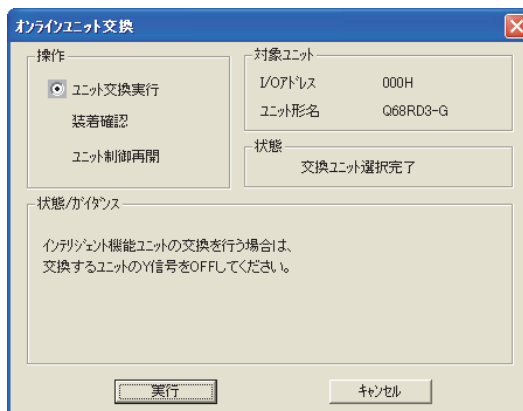 オンラインユニット交換
操作
ユニット交換実行
装着確認
ユニット制御再開
対象ユニット
I/Oアドレス 000H
ユニット形名 Q68RD3-G
状態
交換ユニット選択完了
状態/ガイダンス
インテリジェント機能ユニットの交換を行う場合は、
交換するユニットのY信号をOFFしてください。
実行
キャンセル